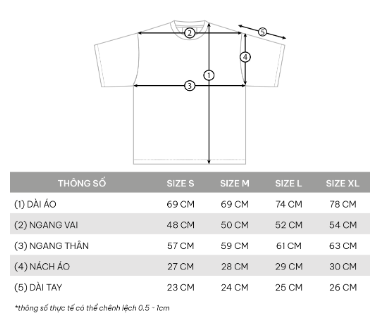 2
5
4
1
3
THÔNG SỐ SIZE S SIZE M SIZE L SIZE XL
(1) DÀI ÁO 69 CM 69 CM 74 CM 78 CM
(2) NGANG VAI 48 CM 50 CM 52 CM 54 CM
(3) NGANG THÂN 57 CM 59 CM 61 CM 63 CM
(4) NÁCH ÁO 27 CM 28 CM 29 CM 30 CM
(5) DÀI TAY 23 CM 24 CM 25 CM 26 CM
*thông số thực tế có thể chênh lệch 0.5 - 1cm